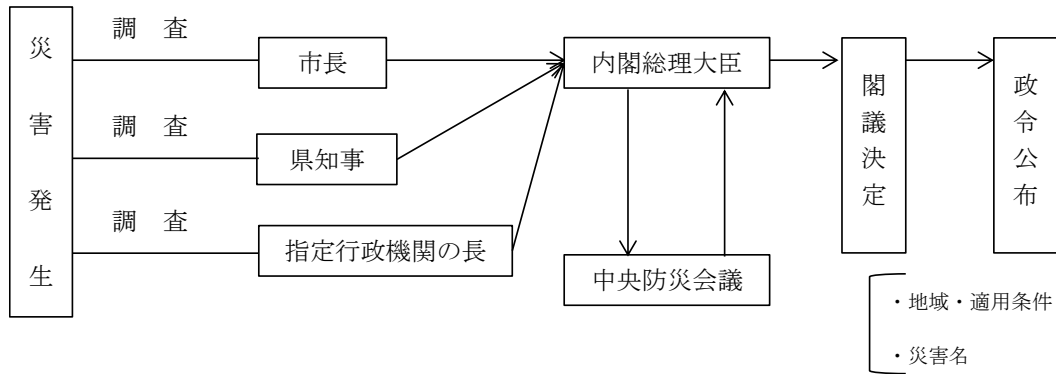 災害発生
調　査
市長
調　査
県知事
調　査
指定行政機関の長
内閣総理大臣
中央防災会議
閣議決定
政令公布
・地域・適用条件
・災害名